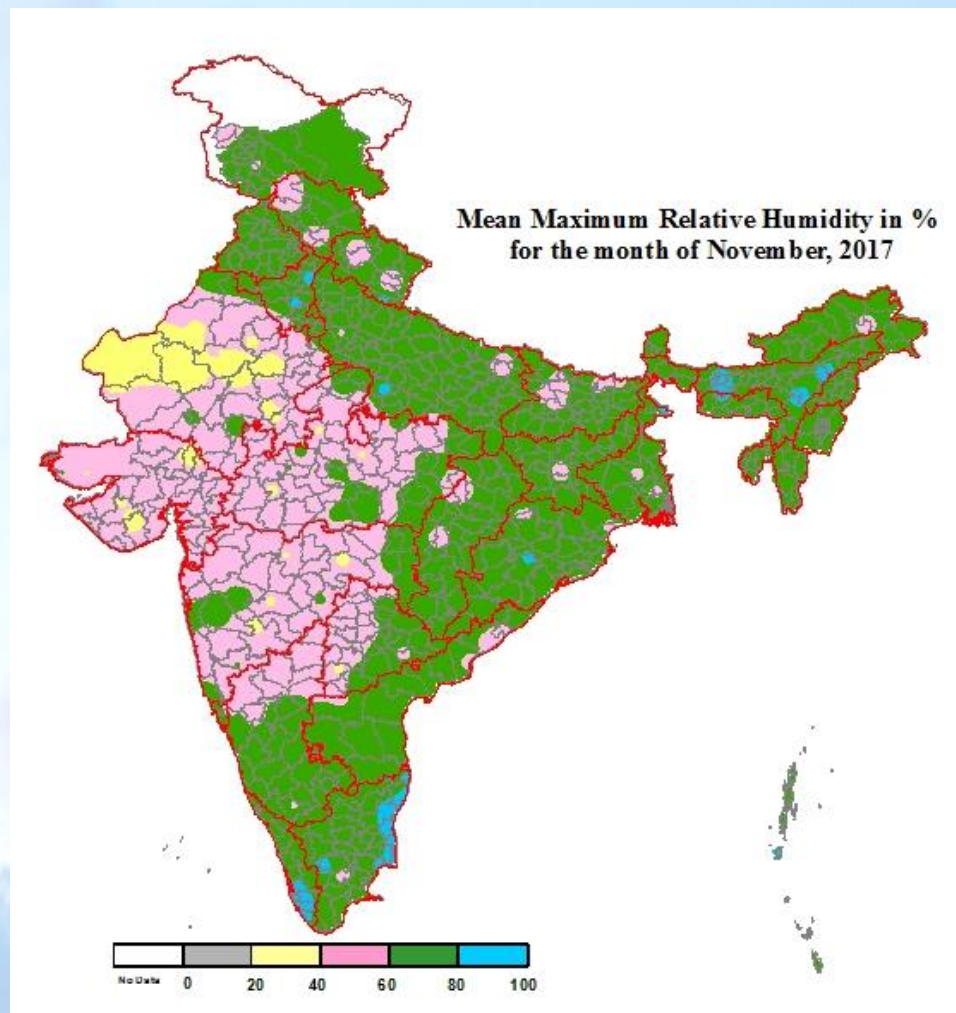 Mean Maximum Relative Humidity in %
for the month of November, 2017
No Data 0 20 40 60 80 100